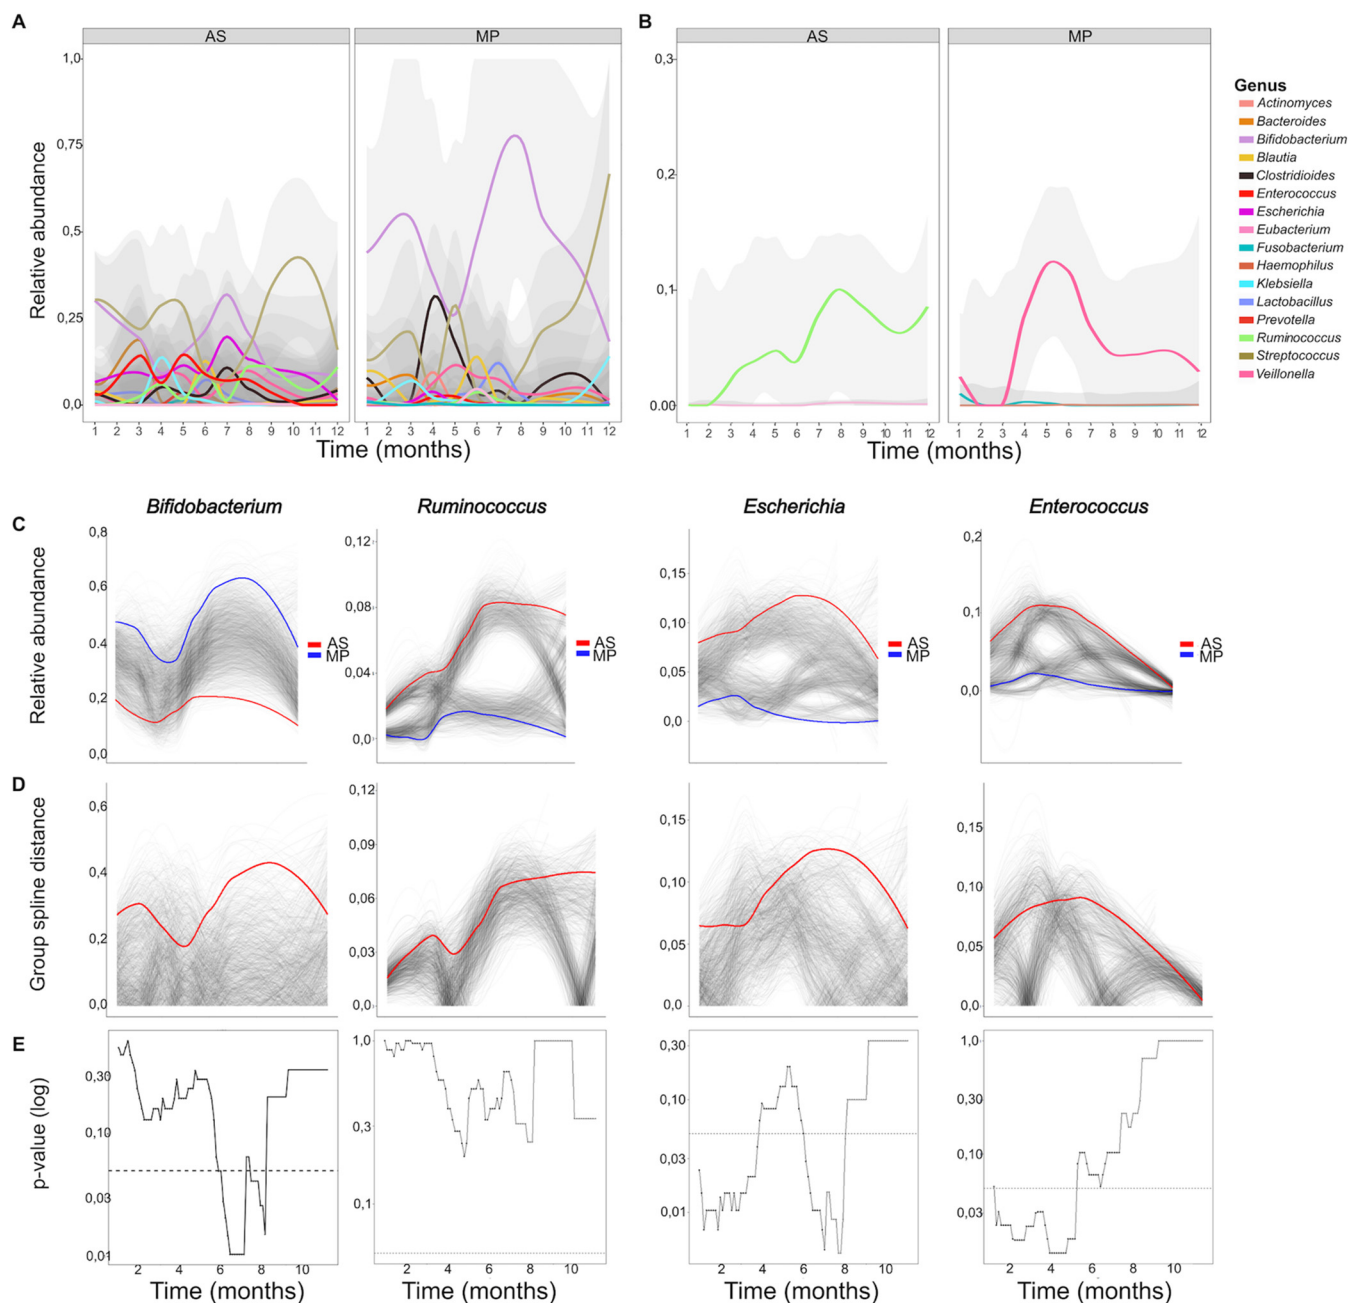 A
B
AS
MP
AS
MP
Relative abundance
1,0
0,75
0,5
0,25
0,0
1 2 3 4 5 6 7 8 9 10 11 12
1 2 3 4 5 6 7 8 9 10 11 12
Time (months)
0,3
0,2
0,1
0.00
1 2 3 4 5 6 7 8 9 10 11 12
1 2 3 4 5 6 7 8 9 10 11 12
Time (months)
Genus
Actinomyces
Bacteroides
Bifidobacterium
Blautia
Clostridioides
Enterococcus
Escherichia
Eubacterium
Fusobacterium
Haemophilus
Klebsiella
Lactobacillus
Prevotella
Ruminococcus
Streptococcus
Veillonella
C
Bifidobacterium
Ruminococcus
Escherichia
Enterococcus
Relative abundance
0,8
0,6
0,4
0,2
0,0
AS
MP
0,12
0,08
0,04
0,0
AS
MP
0,15
0,10
0,05
0,0
AS
MP
0,2
0,1
0,0
AS
MP
D
Group spline distance
0,6
0,4
0,2
0,0
0,12
0,09
0,06
0,03
0,0
0,15
0,10
0,05
0,0
0,15
0,10
0,05
0,0
E
p-value (log)
0,30
0,10
0,03
0,01
2 4 6 8 10
Time (months)
1,0
0,3
0,1
2 4 6 8 10
Time (months)
0,30
0,10
0,03
0,01
2 4 6 8 10
Time (months)
1,0
0,30
0,10
0,03
2 4 6 8 10
Time (months)